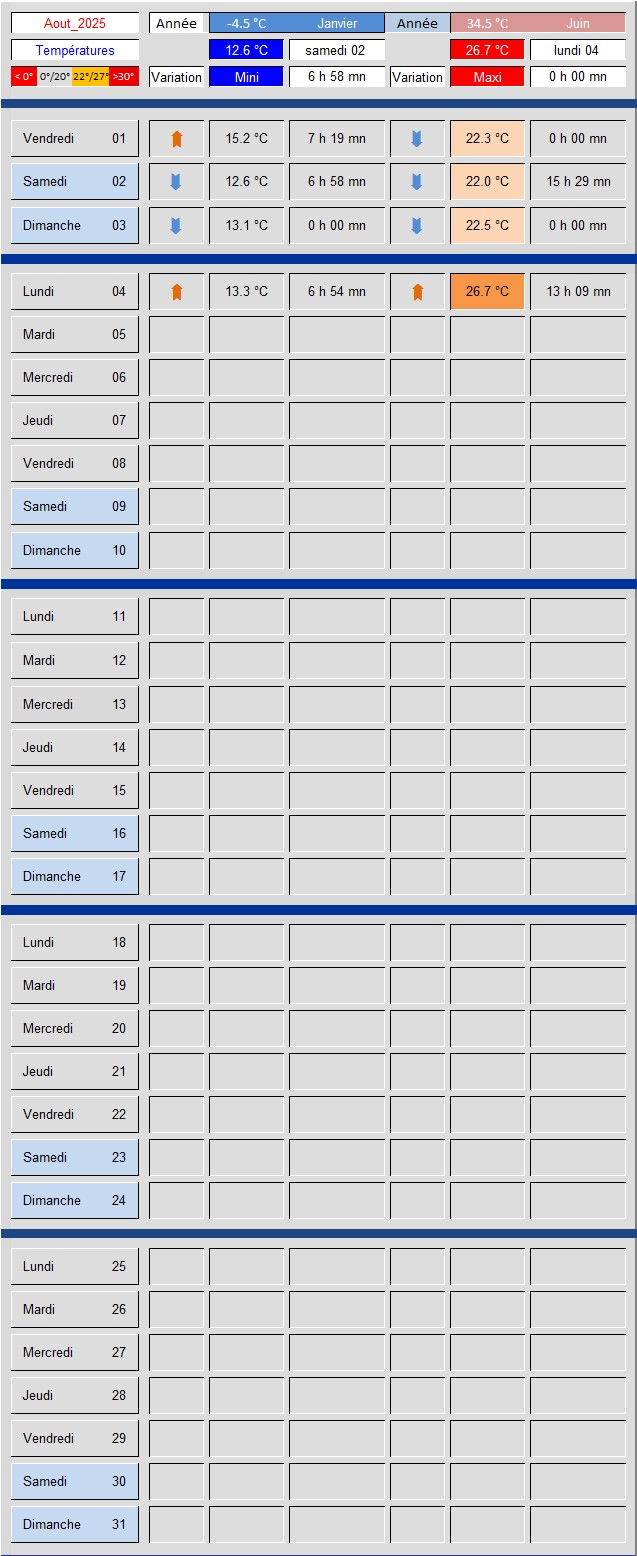 Aout_2025 Année -4.5 °C Janvier Année 34.5 °C Juin
Températures 12.6 °C samedi 02 26.7 °C lundi 04
< 0° 0°/20° 22°/27° >30° Variation Mini 6 h 58 mn Variation Maxi 0 h 00 mn
Vendredi 01 15.2 °C 7 h 19 mn 22.3 °C 0 h 00 mn
Samedi 02 12.6 °C 6 h 58 mn 22.0 °C 15 h 29 mn
Dimanche 03 13.1 °C 0 h 00 mn 22.5 °C 0 h 00 mn
Lundi 04 13.3 °C 6 h 54 mn 26.7 °C 13 h 09 mn
Mardi 05
Mercredi 06
Jeudi 07
Vendredi 08
Samedi 09
Dimanche 10
Lundi 11
Mardi 12
Mercredi 13
Jeudi 14
Vendredi 15
Samedi 16
Dimanche 17
Lundi 18
Mardi 19
Mercredi 20
Jeudi 21
Vendredi 22
Samedi 23
Dimanche 24
Lundi 25
Mardi 26
Mercredi 27
Jeudi 28
Vendredi 29
Samedi 30
Dimanche 31